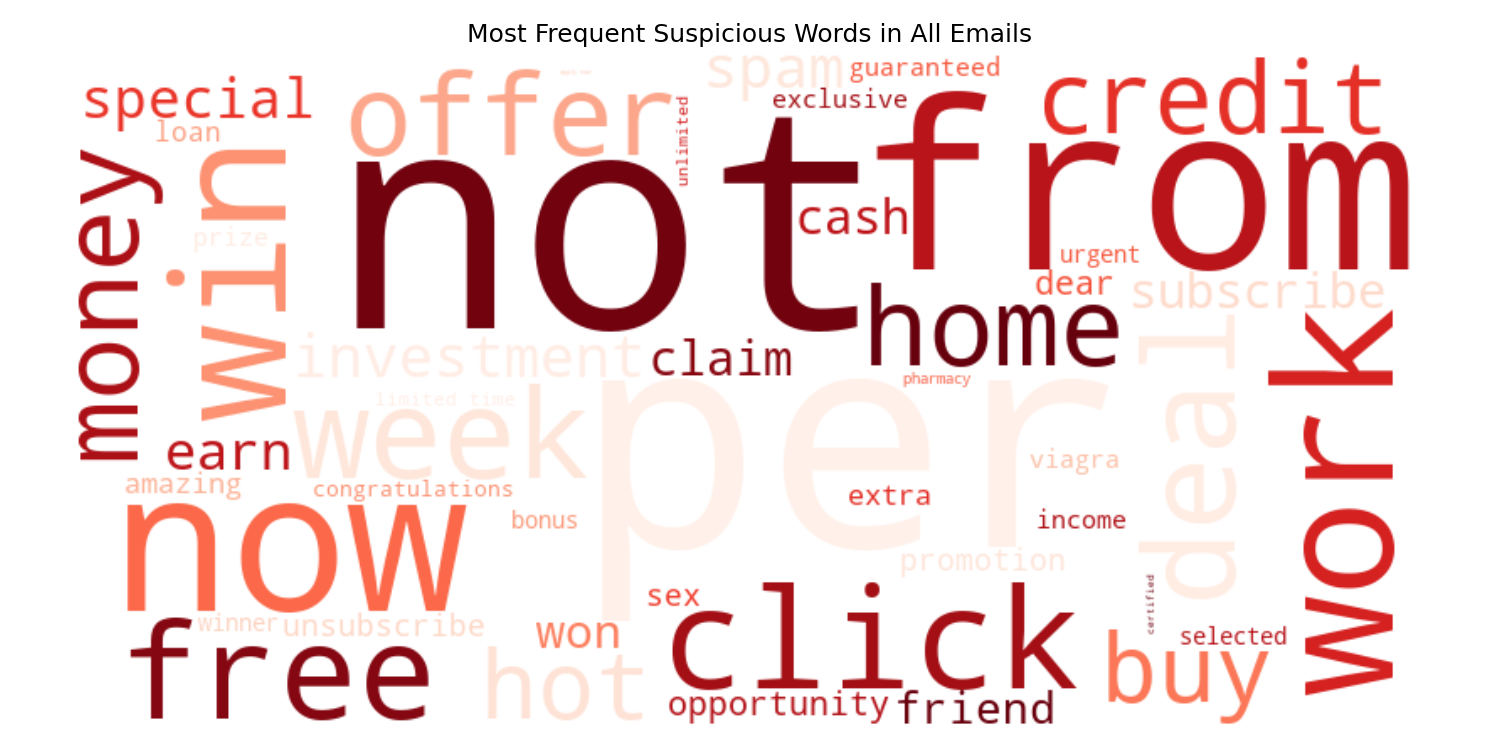 Most Frequent Suspicious Words in All Emails
spam
guaranteed
credit
special
offer
exclusive
loan
unlimited
not
from
money
win
cash
prize
urgent
dear
subscribe
home
investment
claim
pharmacy
work
limited time
week
per
deal
earn
viagra
amazing
congratulations
extra
now
bonus
income
promotion
certified
sex
click
winner
unsubscribe
won
selected
free
hot
buy
opportunity
friend